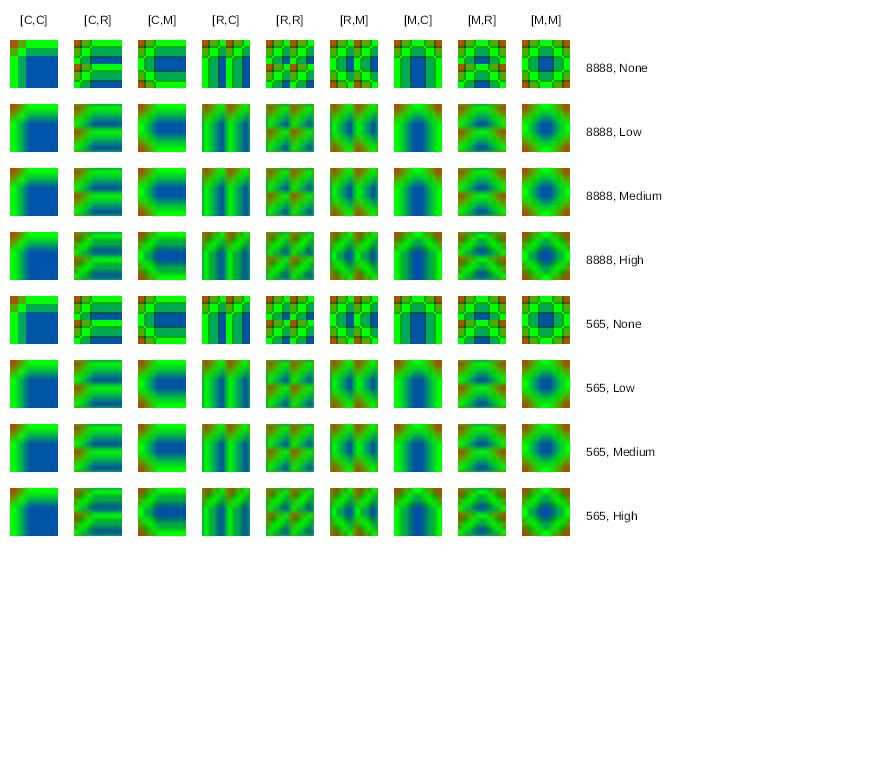 [C,C] [C,R] [C,M] [R,C] [R,R] [R,M] [M,C] [M,R] [M,M]
8888, None
8888, Low
8888, Medium
8888, High
565, None
565, Low
565, Medium
565, High